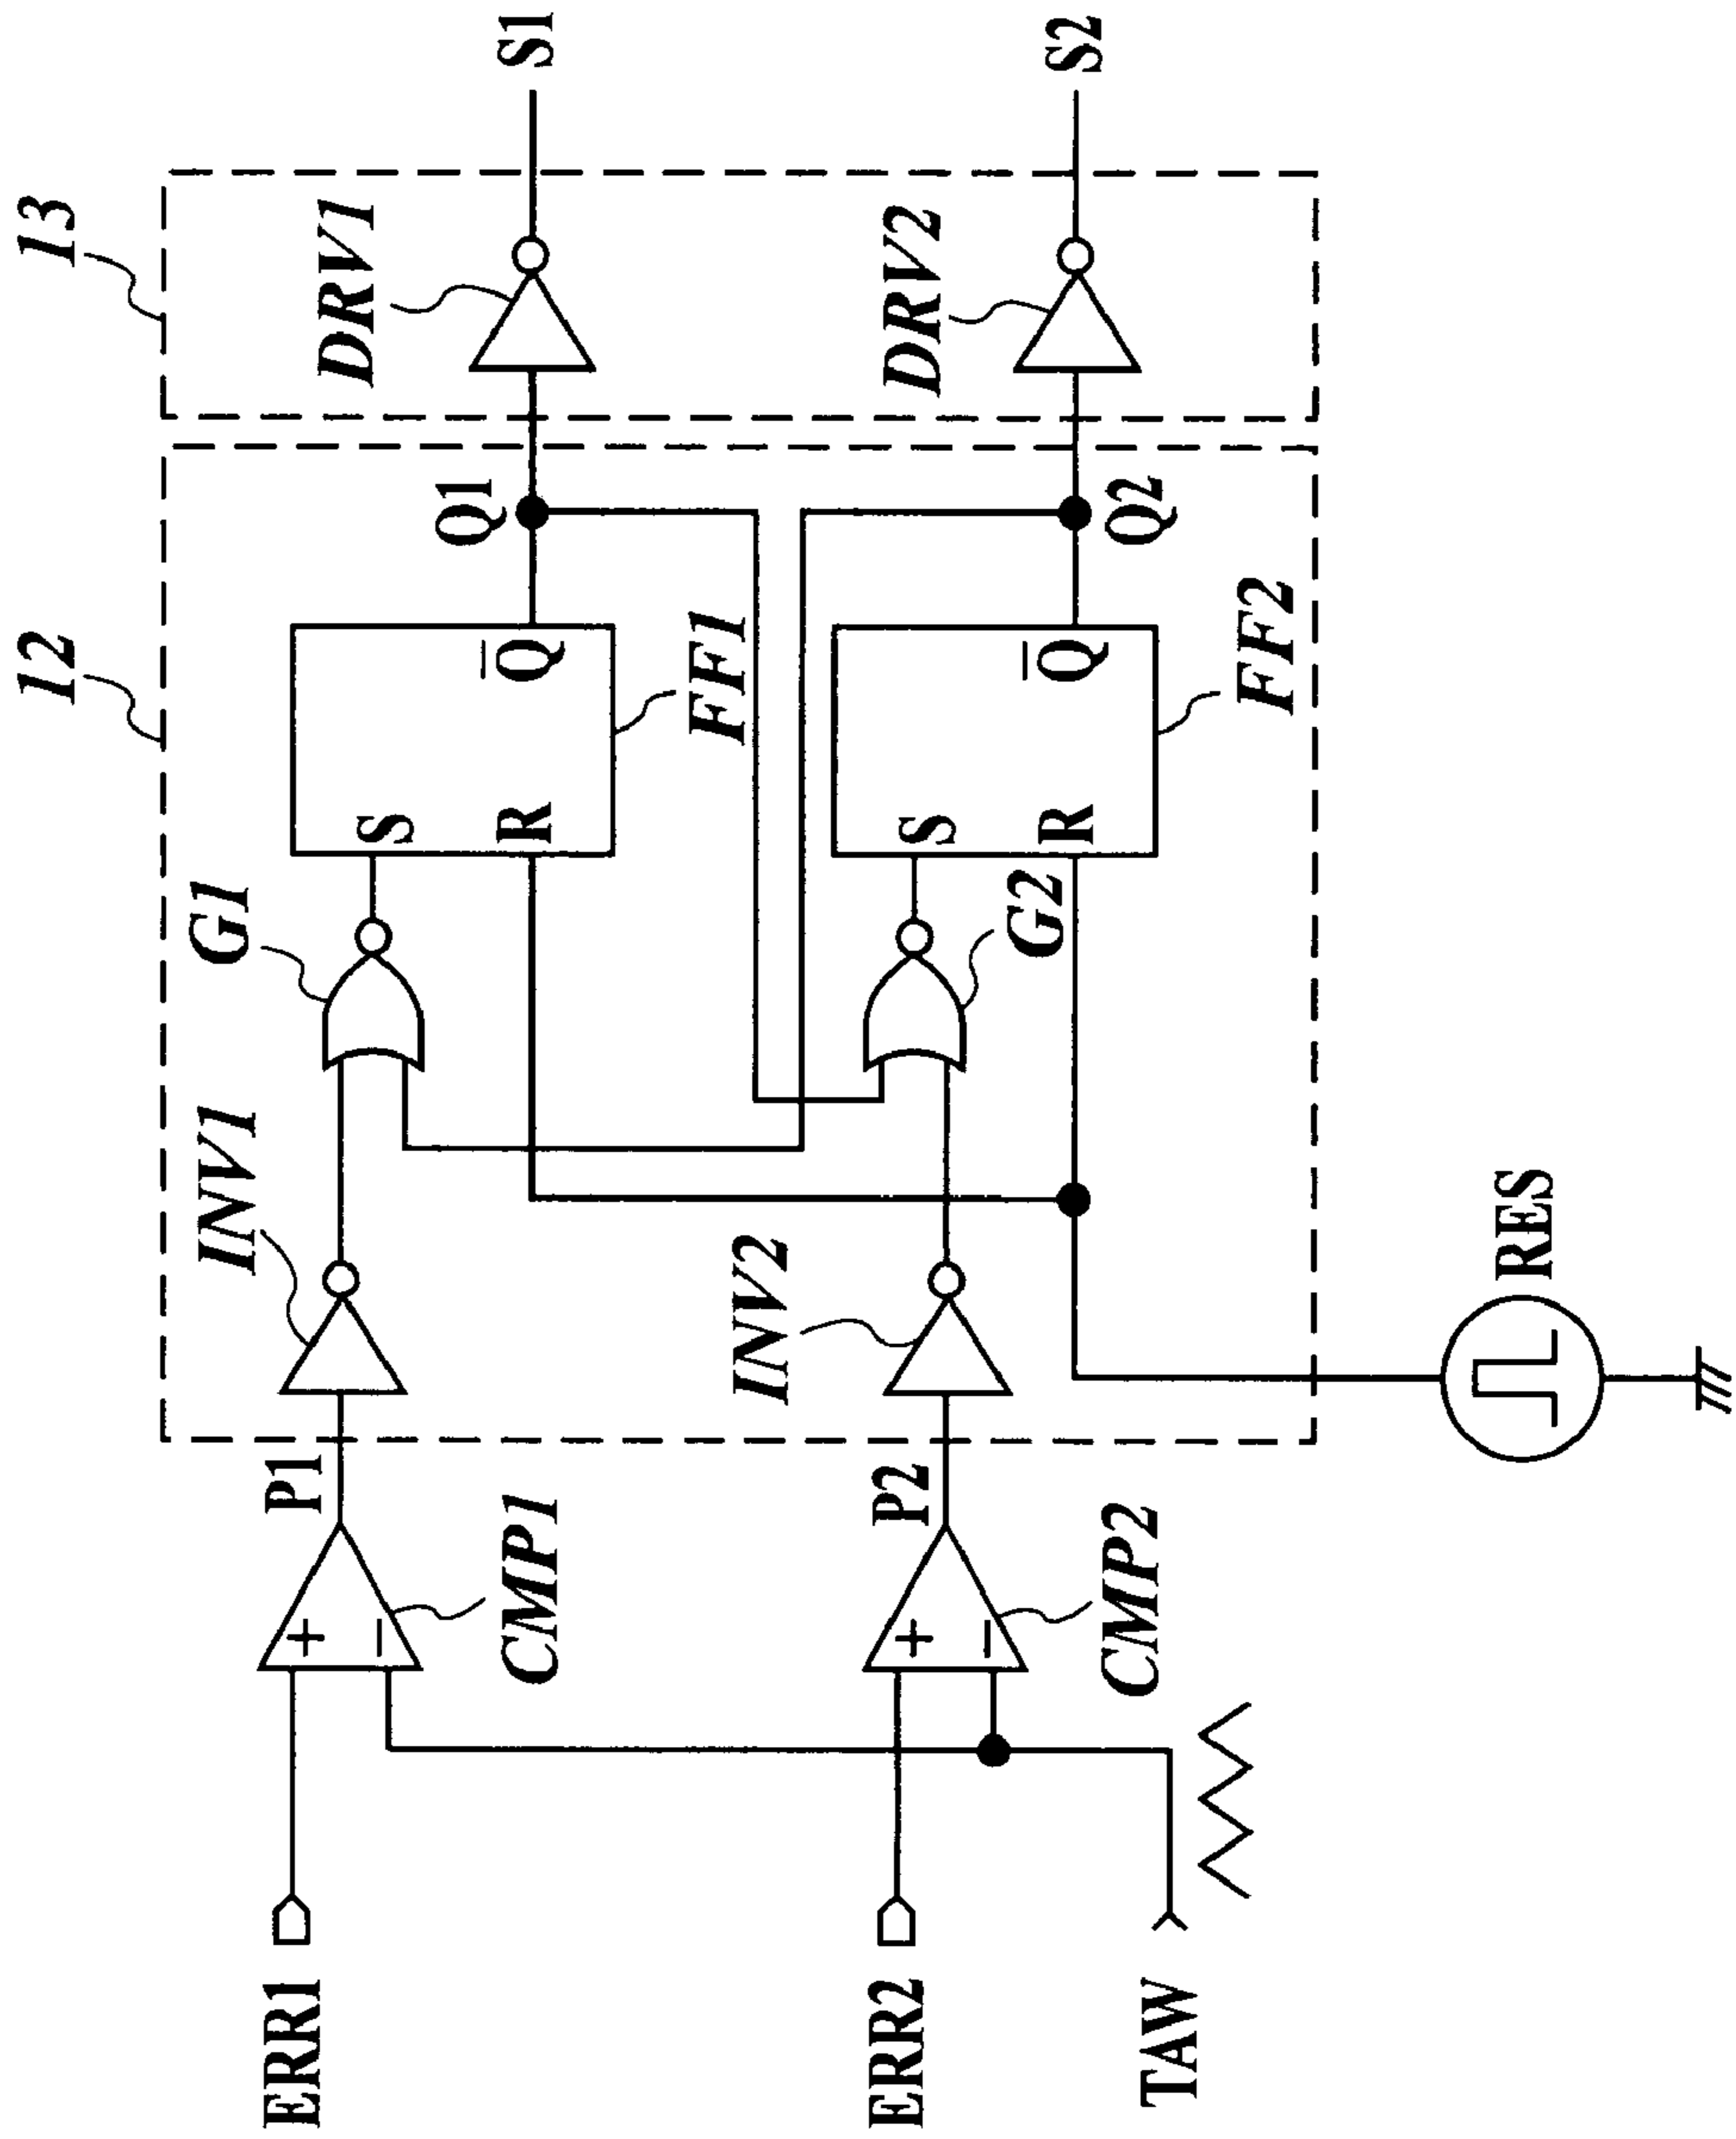 12
13
ERR1
+
−
P1
CMP1
INV1
G1
S
R
Q̅
FF1
Q1
DRV1
S1
ERR2
+
−
P2
CMP2
INV2
G2
S
R
Q̅
FF2
Q2
DRV2
S2
TAW
RES